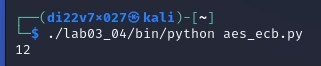 ┌──(di22v7×027㉿kali)-[~]
└─$ ./lab03_04/bin/python aes_ecb.py
12